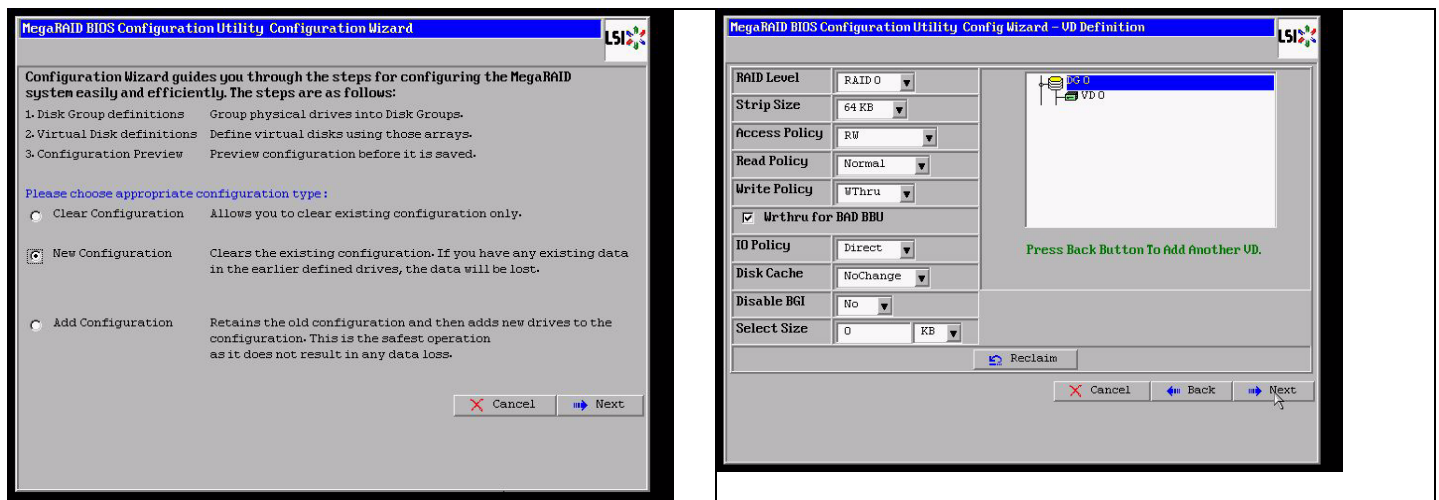 MegaRAID BIOS Configuration Utility Configuration Wizard
LSI
Configuration Wizard guides you through the steps for configuring the MegaRAID
system easily and efficiently. The steps are as follows:
1. Disk Group definitions Group physical drives into Disk Groups.
2. Virtual Disk definitions Define virtual disks using those arrays.
3. Configuration Preview Preview configuration before it is saved.
Please choose appropriate configuration type:
Clear Configuration Allows you to clear existing configuration only.
New Configuration Clears the existing configuration. If you have any existing data
in the earlier defined drives, the data will be lost.
Add Configuration Retains the old configuration and then adds new drives to the
configuration. This is the safest operation
as it does not result in any data loss.
Cancel Next
MegaRAID BIOS Configuration Utility Config Wizard - VD Definition
LSI
RAID Level RAID 0
Strip Size 64 KB
Access Policy RW
Read Policy Normal
Write Policy WThru
Wrthru for BAD BBU
IO Policy Direct
Disk Cache NoChange
Disable BGI No
Select Size 0 KB
DG 0
VD 0
Press Back Button To Add Another VD.
Reclaim
Cancel Back Next